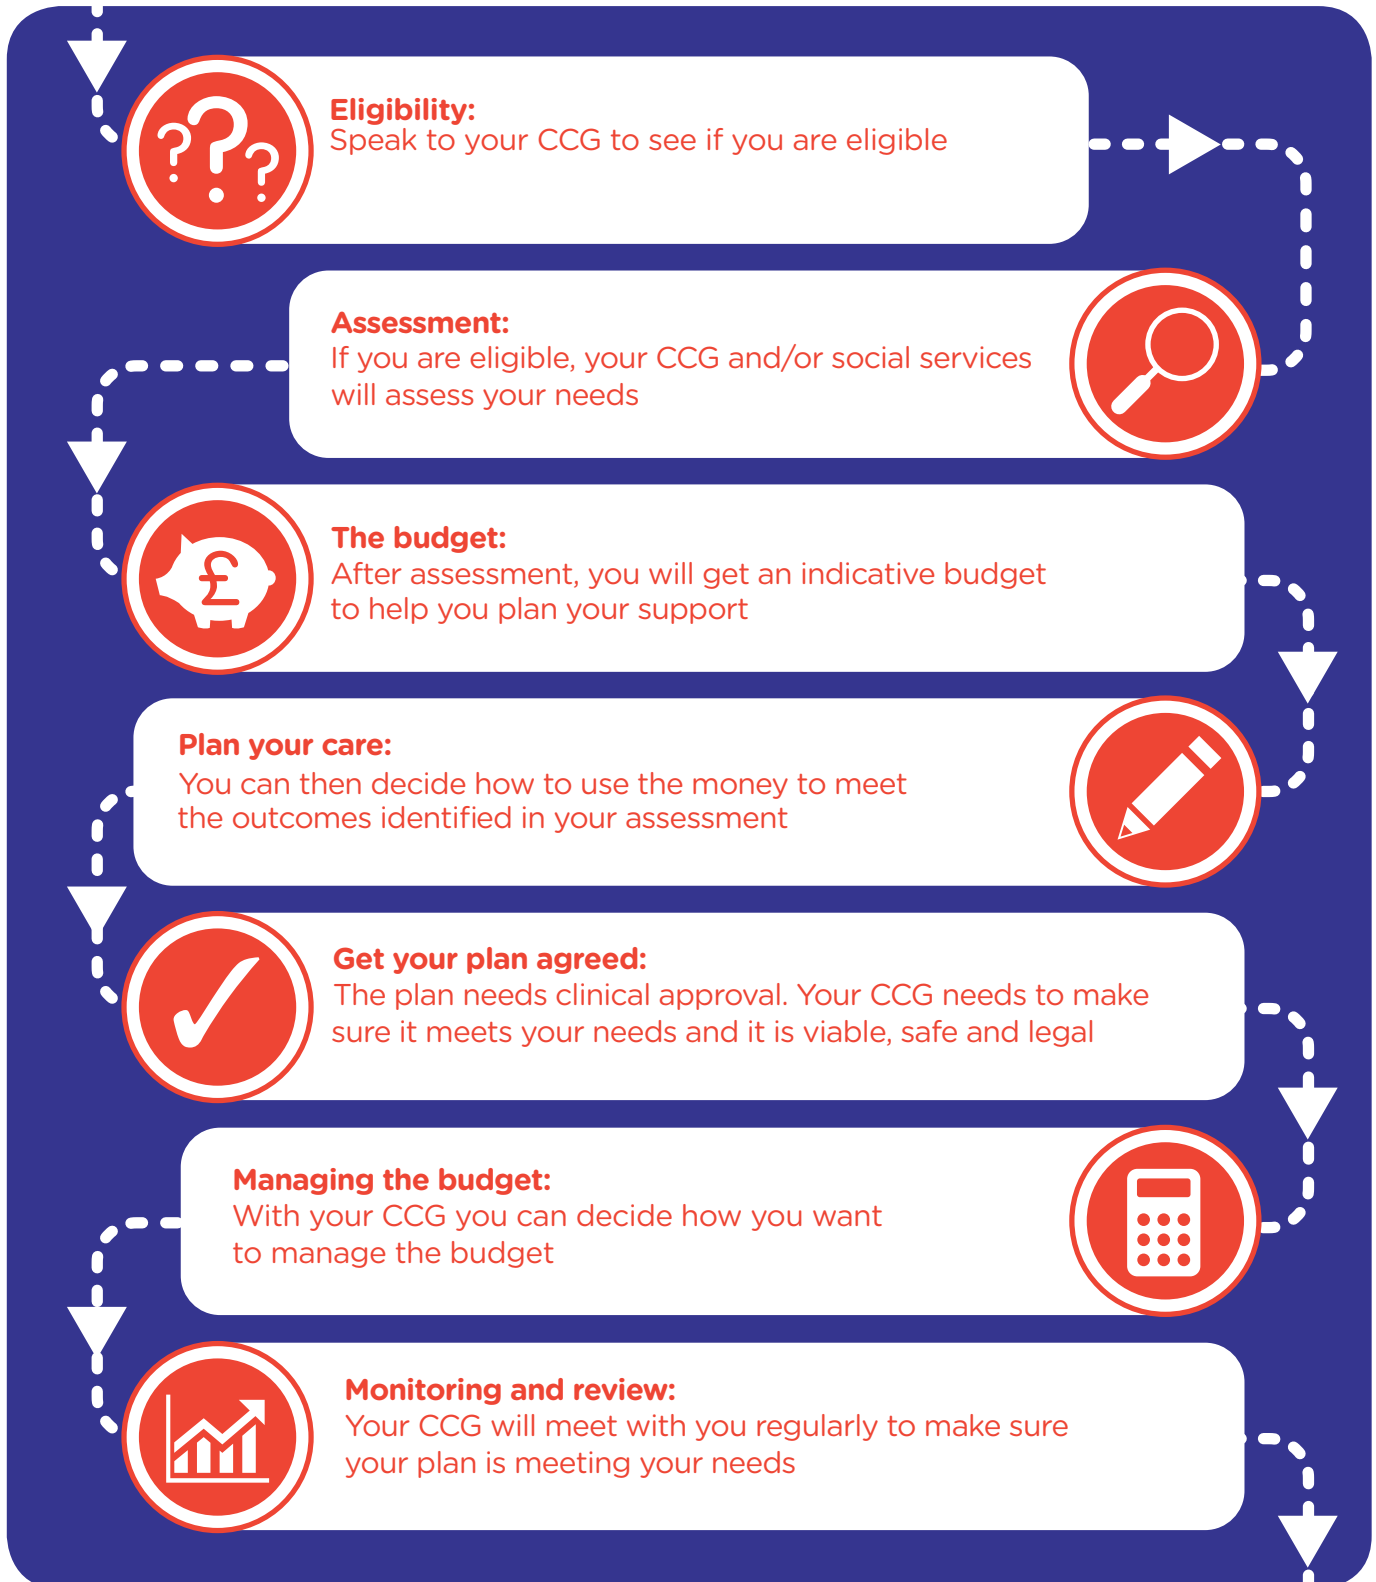 Eligibility:
Speak to your CCG to see if you are eligible
Assessment:
If you are eligible, your CCG and/or social services
will assess your needs
The budget:
After assessment, you will get an indicative budget
to help you plan your support
£
Plan your care:
You can then decide how to use the money to meet
the outcomes identified in your assessment
Get your plan agreed:
The plan needs clinical approval. Your CCG needs to make
sure it meets your needs and it is viable, safe and legal
Managing the budget:
With your CCG you can decide how you want
to manage the budget
Monitoring and review:
Your CCG will meet with you regularly to make sure
your plan is meeting your needs